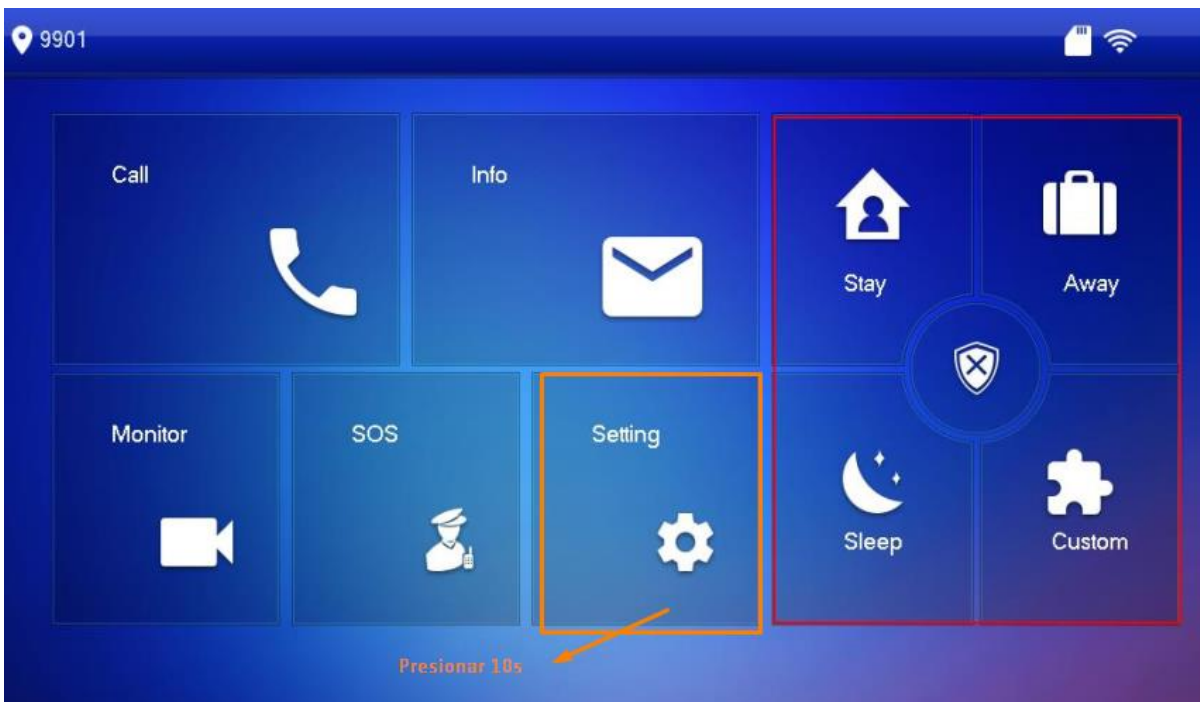 9901
Call
Info
Stay
Away
Monitor
SOS
Setting
Sleep
Custom
Presionar 10s